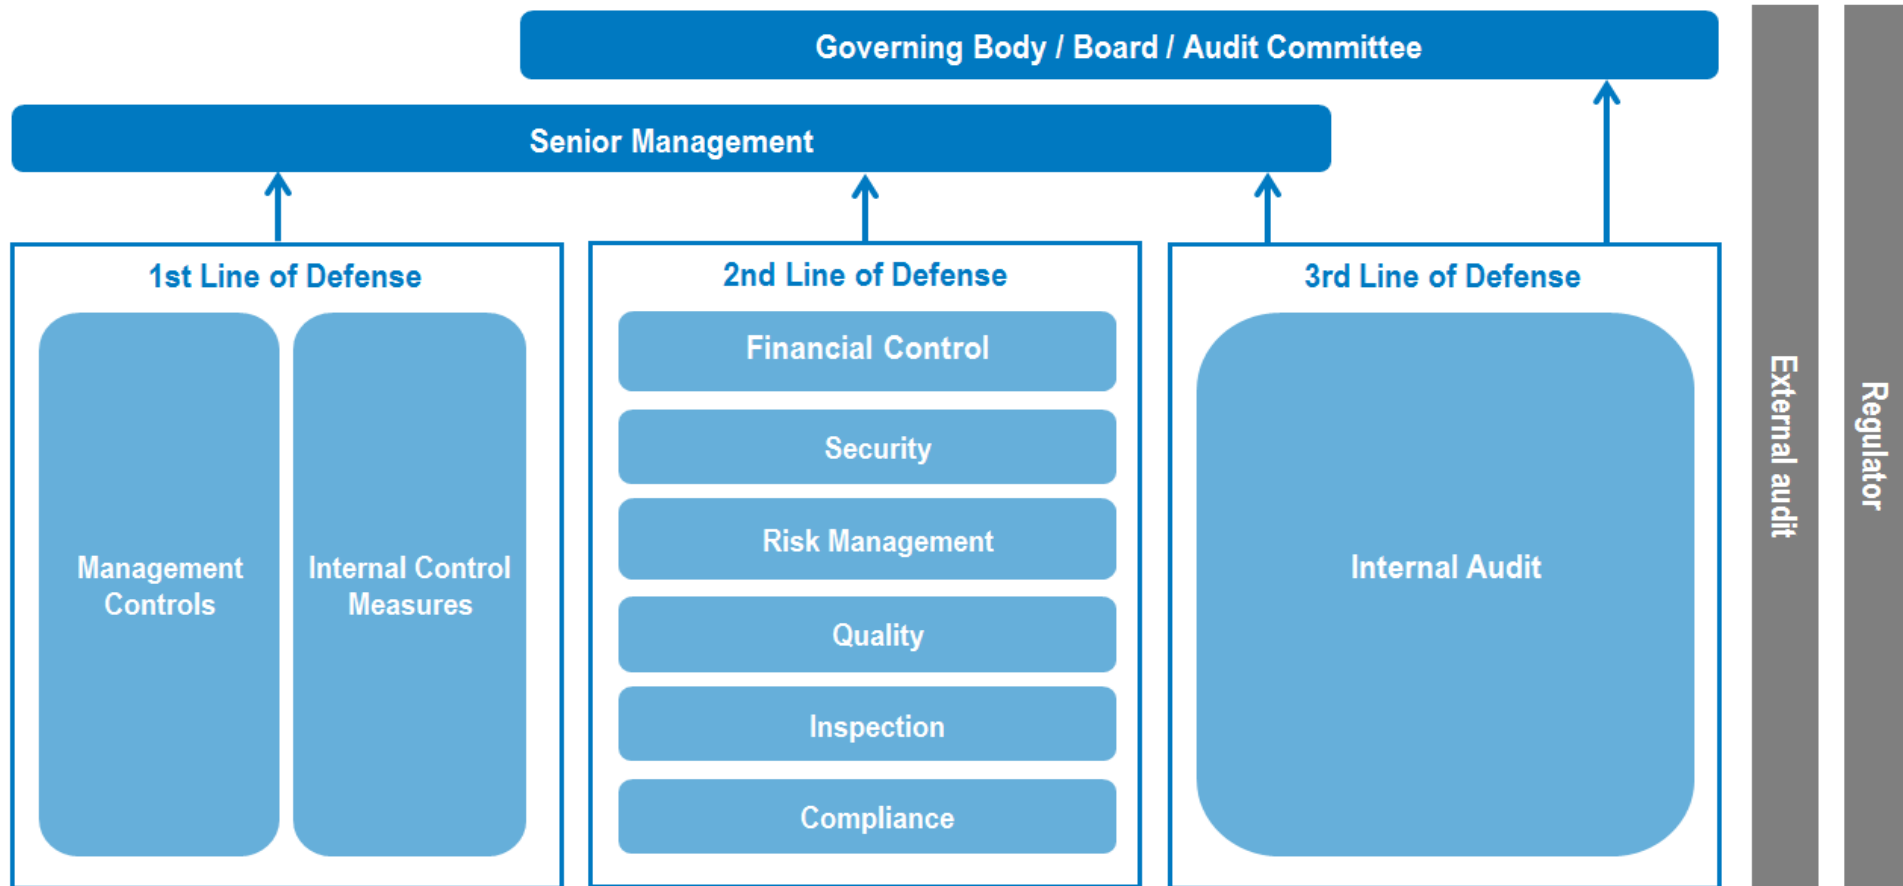 Governing Body / Board / Audit Committee
Senior Management
1st Line of Defense
Management
Controls
Internal Control
Measures
2nd Line of Defense
Financial Control
Security
Risk Management
Quality
Inspection
Compliance
3rd Line of Defense
Internal Audit
External audit
Regulator